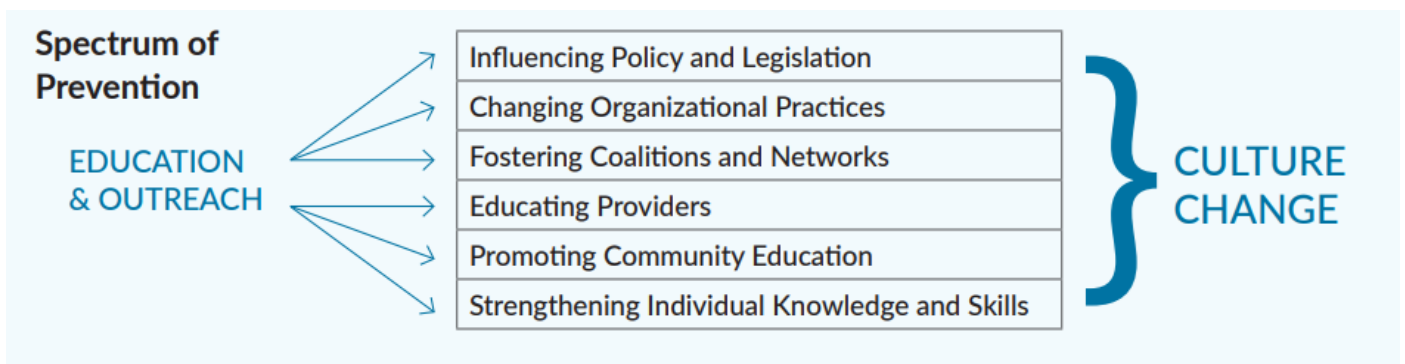 Spectrum of
Prevention
EDUCATION
& OUTREACH
Influencing Policy and Legislation
Changing Organizational Practices
Fostering Coalitions and Networks
Educating Providers
Promoting Community Education
Strengthening Individual Knowledge and Skills
CULTURE
CHANGE